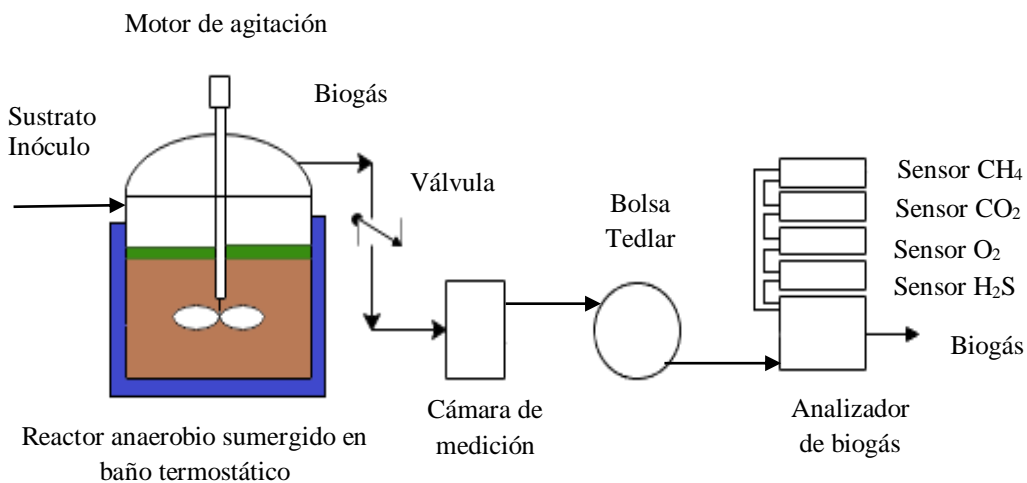 Motor de agitación
Biogás
Sustrato
Inóculo
Válvula
Bolsa
Tedlar
Sensor CH₄
Sensor CO₂
Sensor O₂
Sensor H₂S
Biogás
Cámara de
medición
Analizador
de biogás
Reactor anaerobio sumergido en
baño termostático